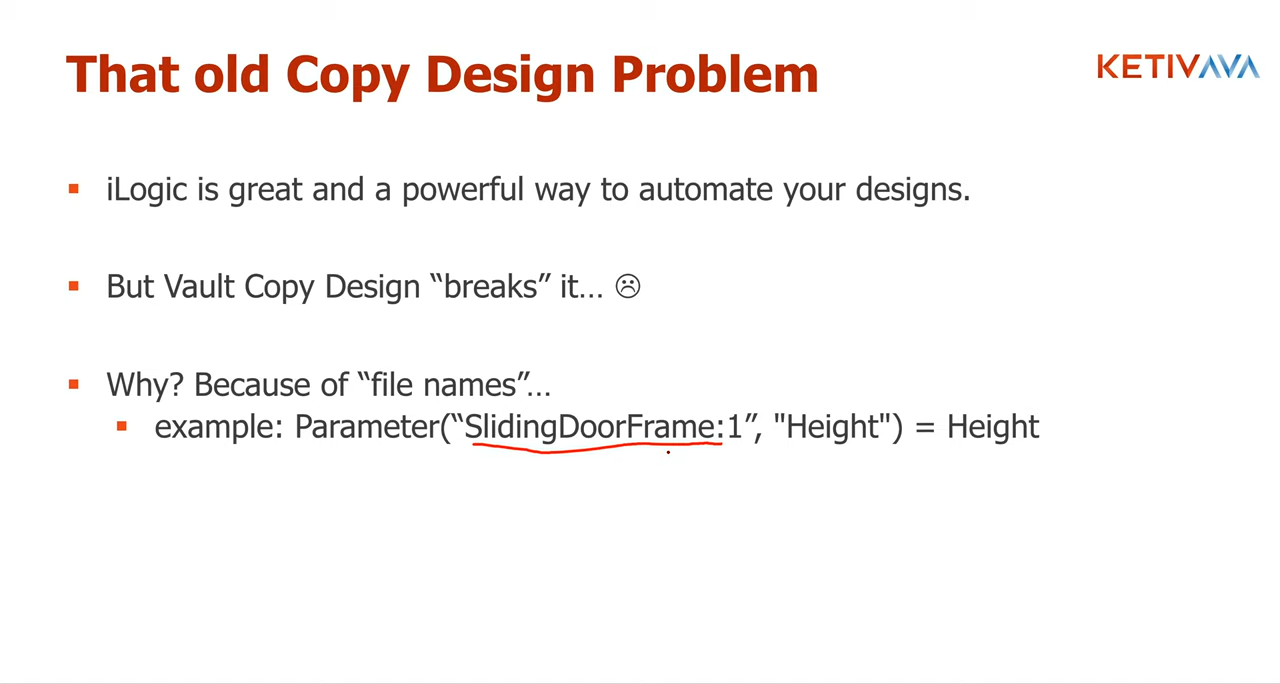 That old Copy Design Problem
KETIVAVA
iLogic is great and a powerful way to automate your designs.
But Vault Copy Design “breaks” it… ☹
Why? Because of “file names”…
example: Parameter(“SlidingDoorFrame:1”, "Height") = Height